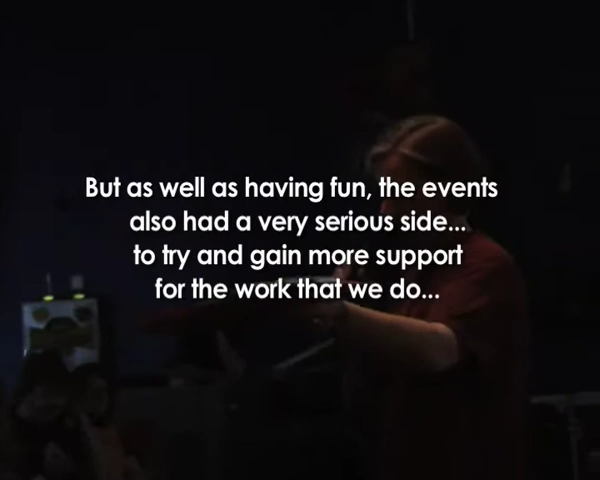 But as well as having fun, the events
also had a very serious side...
to try and gain more support
for the work that we do...